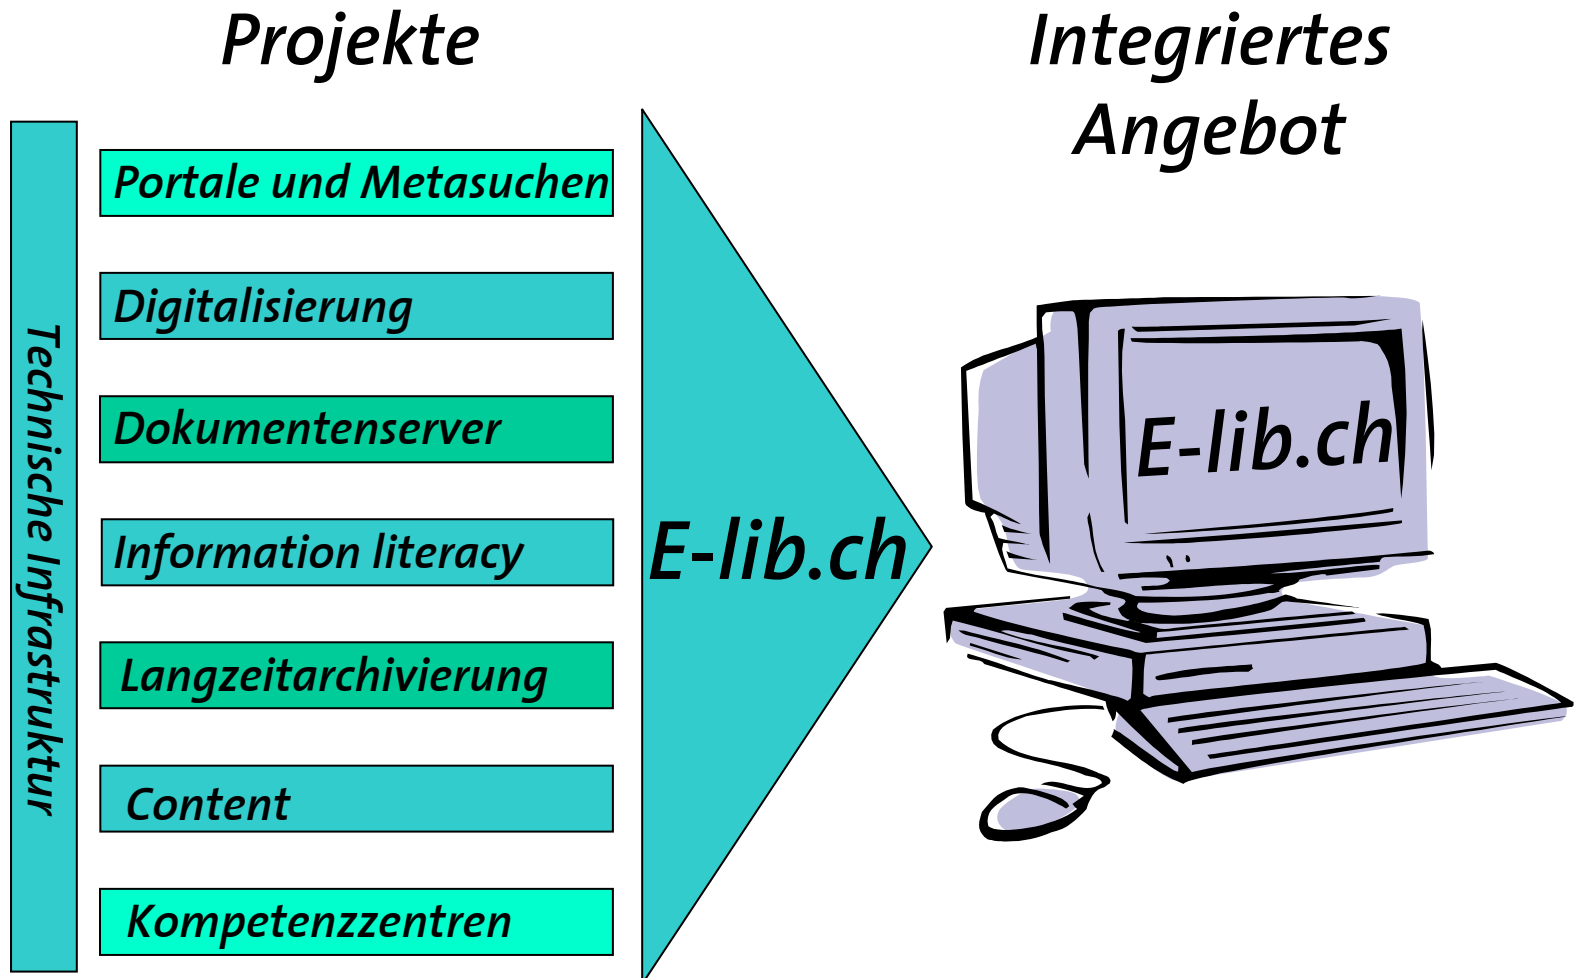 Projekte
Integriertes
Angebot
Technische Infrastruktur
Portale und Metasuchen
Digitalisierung
Dokumentenserver
Information literacy
Langzeitarchivierung
Content
Kompetenzzentren
E-lib.ch
E-lib.ch